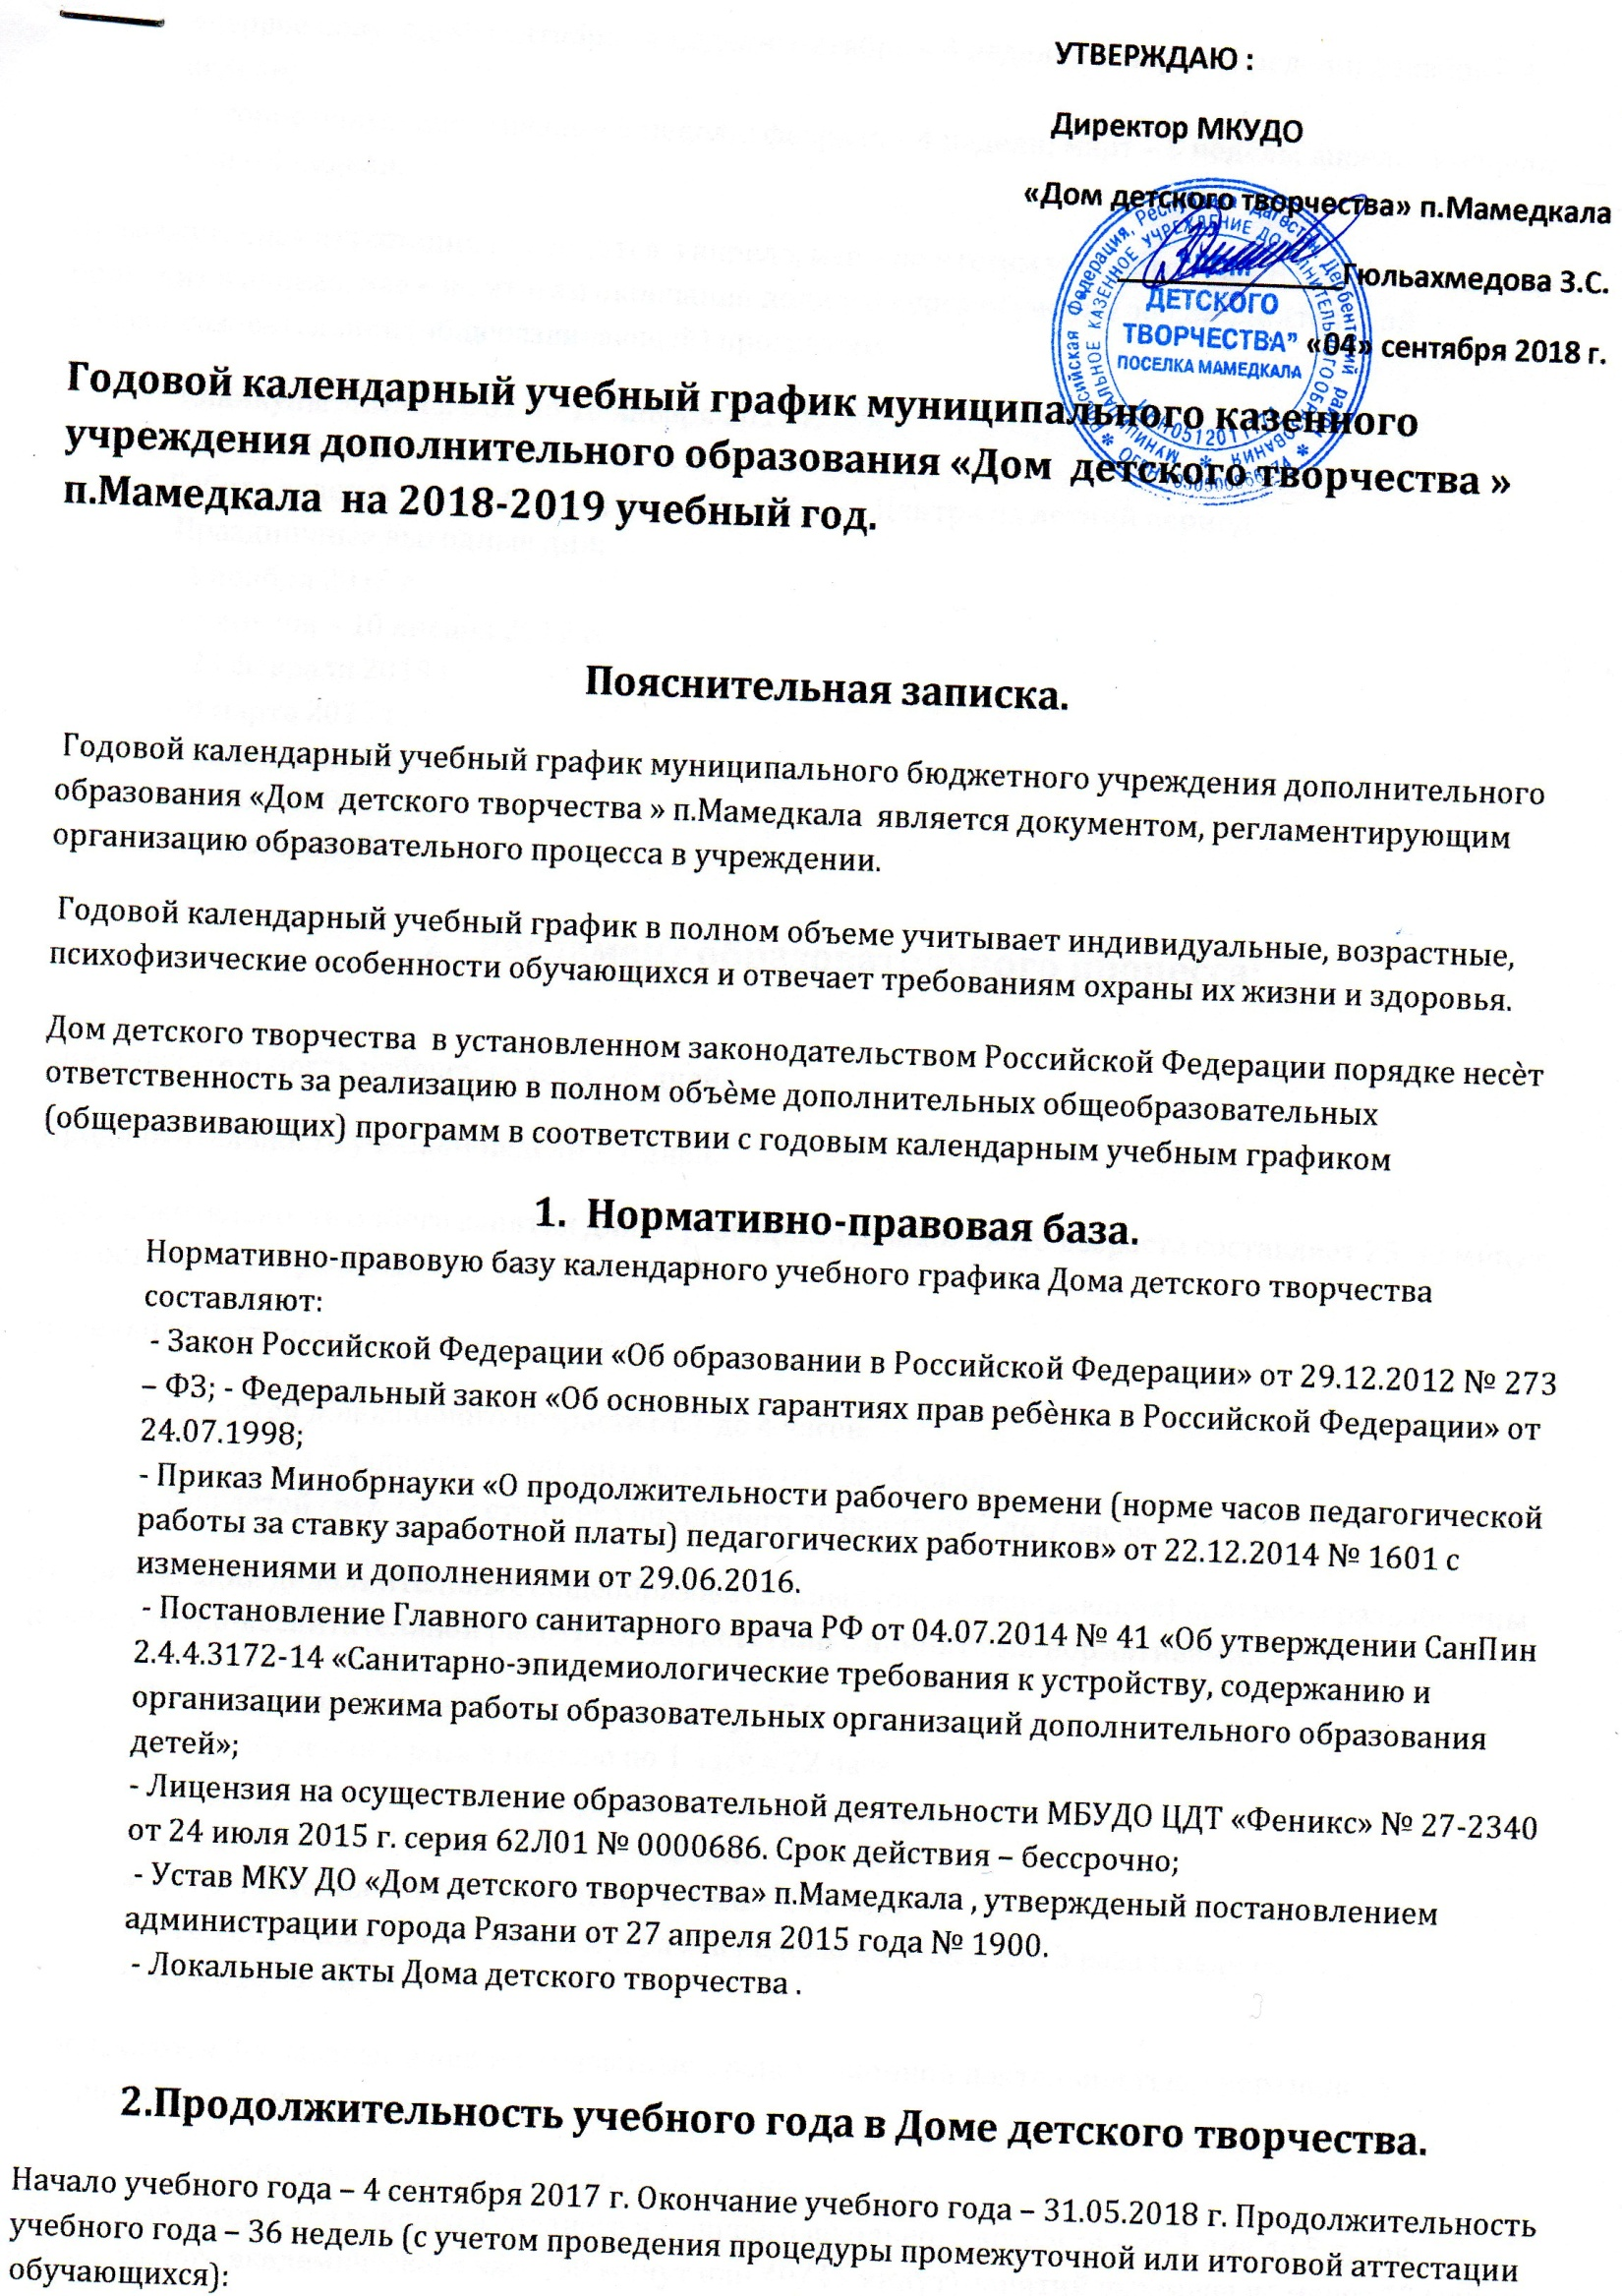 УТВЕРЖДАЮ :
Директор МКУДО
«Дом детского творчества» п.Мамедкала
Гюльахмедова З.С.
«04» сентября 2018 г.
ДЕТСКОГО
ТВОРЧЕСТВА"
ПОСЕЛКА МАМЕДКАЛА
Годовой календарный учебный график муниципального казенного
учреждения дополнительного образования «Дом детского творчества »
п.Мамедкала на 2018-2019 учебный год.
Пояснительная записка.
Годовой календарный учебный график муниципального бюджетного учреждения дополнительного
образования «Дом детского творчества » п.Мамедкала является документом, регламентирующим
организацию образовательного процесса в учреждении.
Годовой календарный учебный график в полном объеме учитывает индивидуальные, возрастные,
психофизические особенности обучающихся и отвечает требованиям охраны их жизни и здоровья.
Дом детского творчества в установленном законодательством Российской Федерации порядке несѐт
ответственность за реализацию в полном объѐме дополнительных общеобразовательных
(общеразвивающих) программ в соответствии с годовым календарным учебным графиком
1. Нормативно-правовая база.
Нормативно-правовую базу календарного учебного графика Дома детского творчества
составляют:
- Закон Российской Федерации «Об образовании в Российской Федерации» от 29.12.2012 № 273
– ФЗ; - Федеральный закон «Об основных гарантиях прав ребѐнка в Российской Федерации» от
24.07.1998;
- Приказ Минобрнауки «О продолжительности рабочего времени (норме часов педагогической
работы за ставку заработной платы) педагогических работников» от 22.12.2014 № 1601 с
изменениями и дополнениями от 29.06.2016.
- Постановление Главного санитарного врача РФ от 04.07.2014 № 41 «Об утверждении СанПин
2.4.4.3172-14 «Санитарно-эпидемиологические требования к устройству, содержанию и
организации режима работы образовательных организаций дополнительного образования
детей»;
- Лицензия на осуществление образовательной деятельности МБУДО ЦДТ «Феникс» № 27-2340
от 24 июля 2015 г. серия 62Л01 № 0000686. Срок действия – бессрочно;
- Устав МКУ ДО «Дом детского творчества» п.Мамедкала , утвержденый постановлением
администрации города Рязани от 27 апреля 2015 года № 1900.
- Локальные акты Дома детского творчества .
2.Продолжительность учебного года в Доме детского творчества.
Начало учебного года – 4 сентября 2017 г. Окончание учебного года – 31.05.2018 г. Продолжительность
учебного года – 36 недель (с учетом проведения процедуры промежуточной или итоговой аттестации
обучающихся):